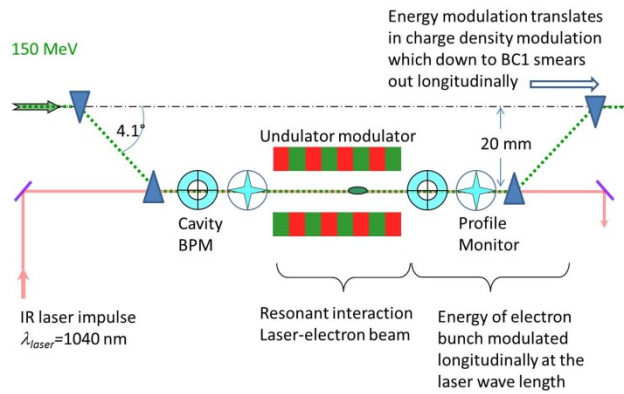 Energy modulation translates
in charge density modulation
which down to BC1 smears
out longitudinally
150 MeV
4.1°
Undulator modulator
20 mm
Cavity
BPM
Profile
Monitor
IR laser impulse
λlaser=1040 nm
Resonant interaction
Laser-electron beam
Energy of electron
bunch modulated
longitudinally at the
laser wave length